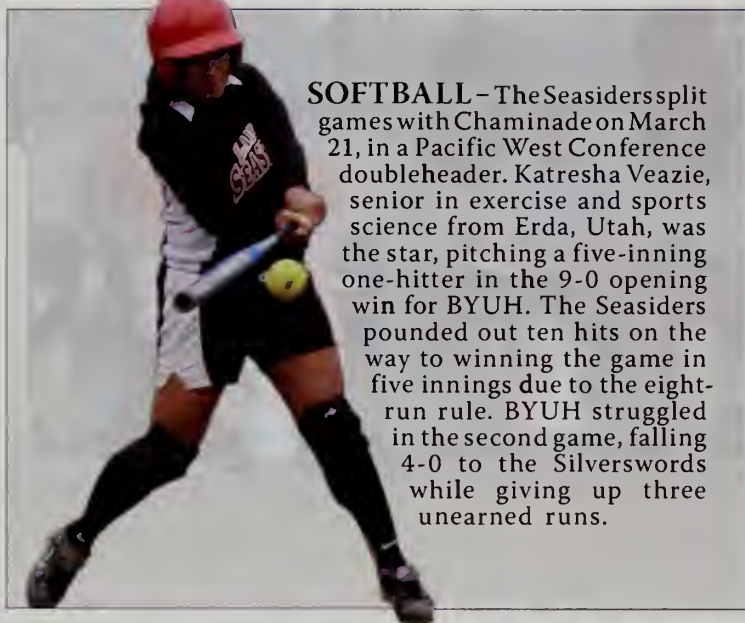 SOFTBALL – The Seasiders split
games with Chaminade on March
21, in a Pacific West Conference
doubleheader. Katresha Veazie,
senior in exercise and sports
science from Erda, Utah, was
the star, pitching a five-inning
one-hitter in the 9-0 opening
win for BYUH. The Seasiders
pounded out ten hits on the
way to winning the game in
five innings due to the eight-
run rule. BYUH struggled
in the second game, falling
4-0 to the Silverswords
while giving up three
unearned runs.